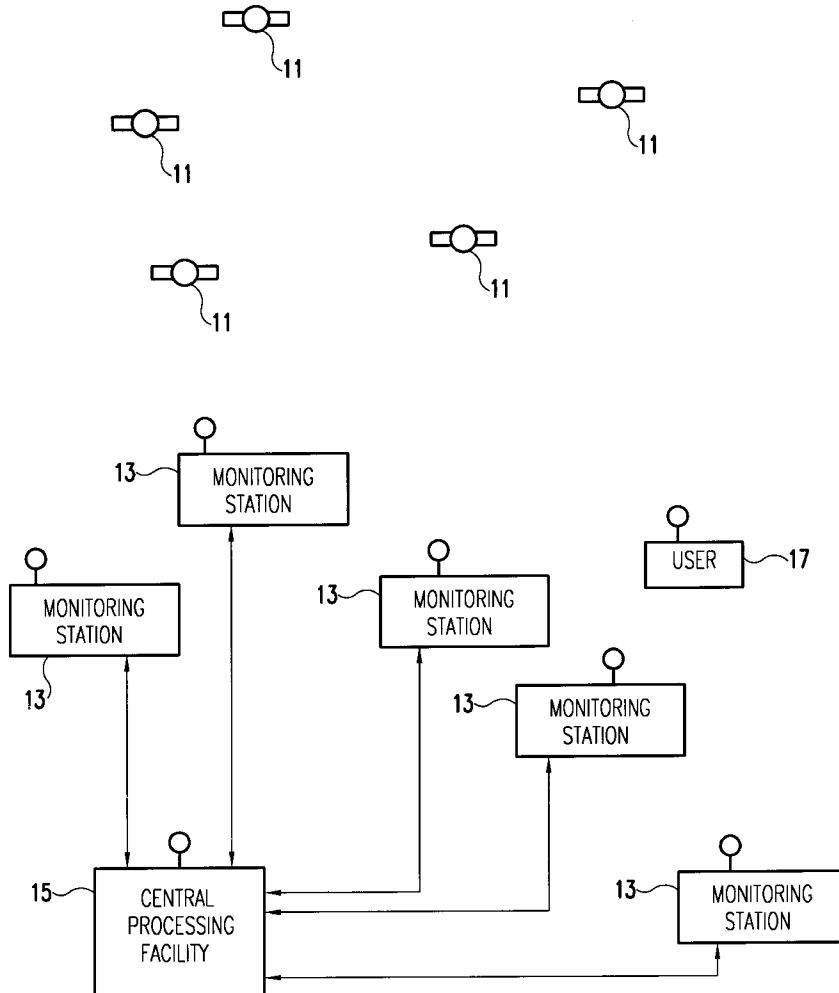 11
11
11
11
11
13
MONITORING
STATION
MONITORING
STATION
13
13
MONITORING
STATION
USER
17
13
MONITORING
STATION
15
CENTRAL
PROCESSING
FACILITY
13
MONITORING
STATION